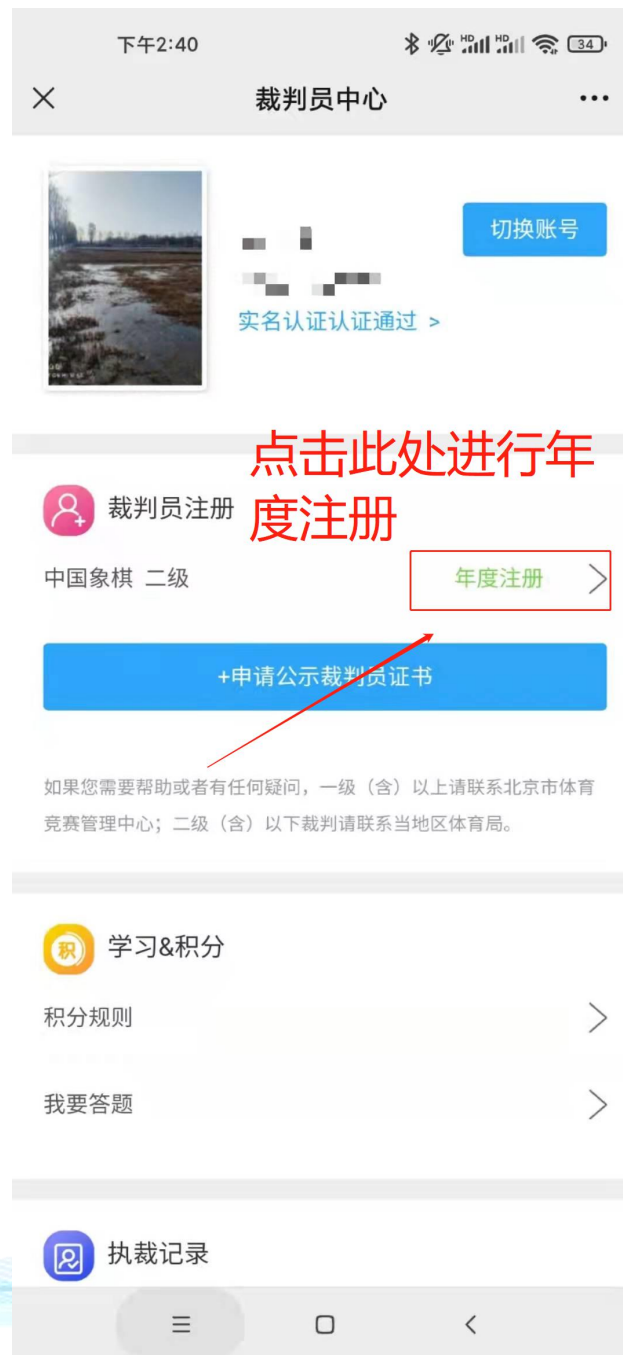 下午2:40
HD
HD
34
裁判员中心
切换账号
实名认证认证通过 >
点击此处进行年
度注册
裁判员注册
中国象棋 二级
年度注册
+申请公示裁判员证书
如果您需要帮助或者有任何疑问，一级（含）以上请联系北京市体育
竞赛管理中心；二级（含）以下裁判请联系当地区体育局。
积
学习&积分
积分规则
我要答题
执裁记录